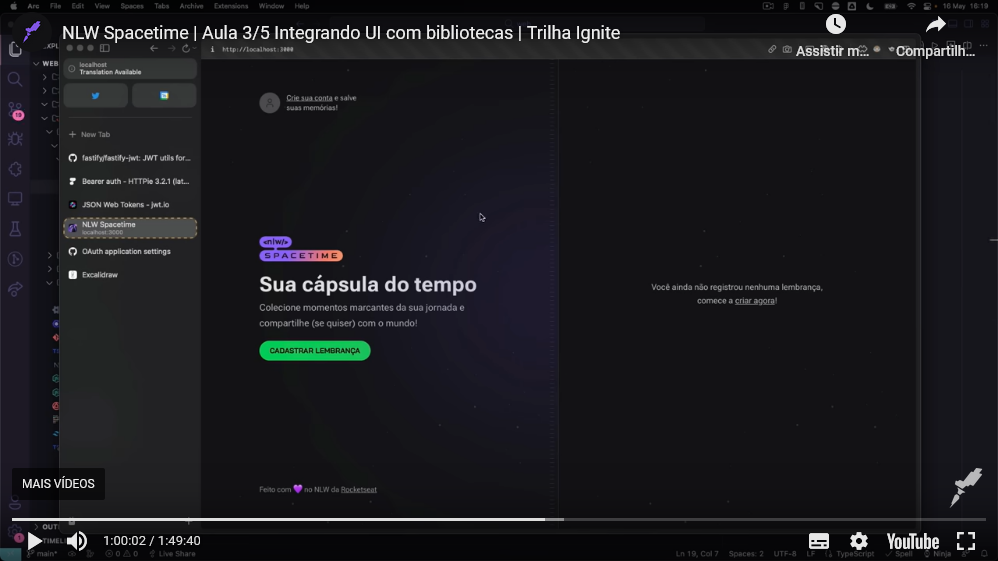 Arc File Edit View Spaces Tabs Archive Extensions Window Help
16 May 16:19
NLW Spacetime | Aula 3/5 Integrando UI com bibliotecas | Trilha Ignite
Assistir m...
Compartilh...
http://localhost:3000
localhost
Translation Available
New Tab
fastify/fastify-jwt: JWT utils for...
Bearer auth - HTTPie 3.2.1 (lat...
JSON Web Tokens - jwt.io
NLW Spacetime
localhost:3000
OAuth application settings
Excalidraw
Crie sua conta e salve
suas memórias!
<nlw/>
SPACETIME
Sua cápsula do tempo
Colecione momentos marcantes da sua jornada e
compartilhe (se quiser) com o mundo!
CADASTRAR LEMBRANÇA
Feito com 💜 no NLW da Rocketseat
Você ainda não registrou nenhuma lembrança,
comece a criar agora!
MAIS VÍDEOS
1:00:02 / 1:49:40
YouTube
main*
0 0
Live Share
Ln 19, Col 7 Spaces: 2 UTF-8 LF TypeScript Spell Ninja